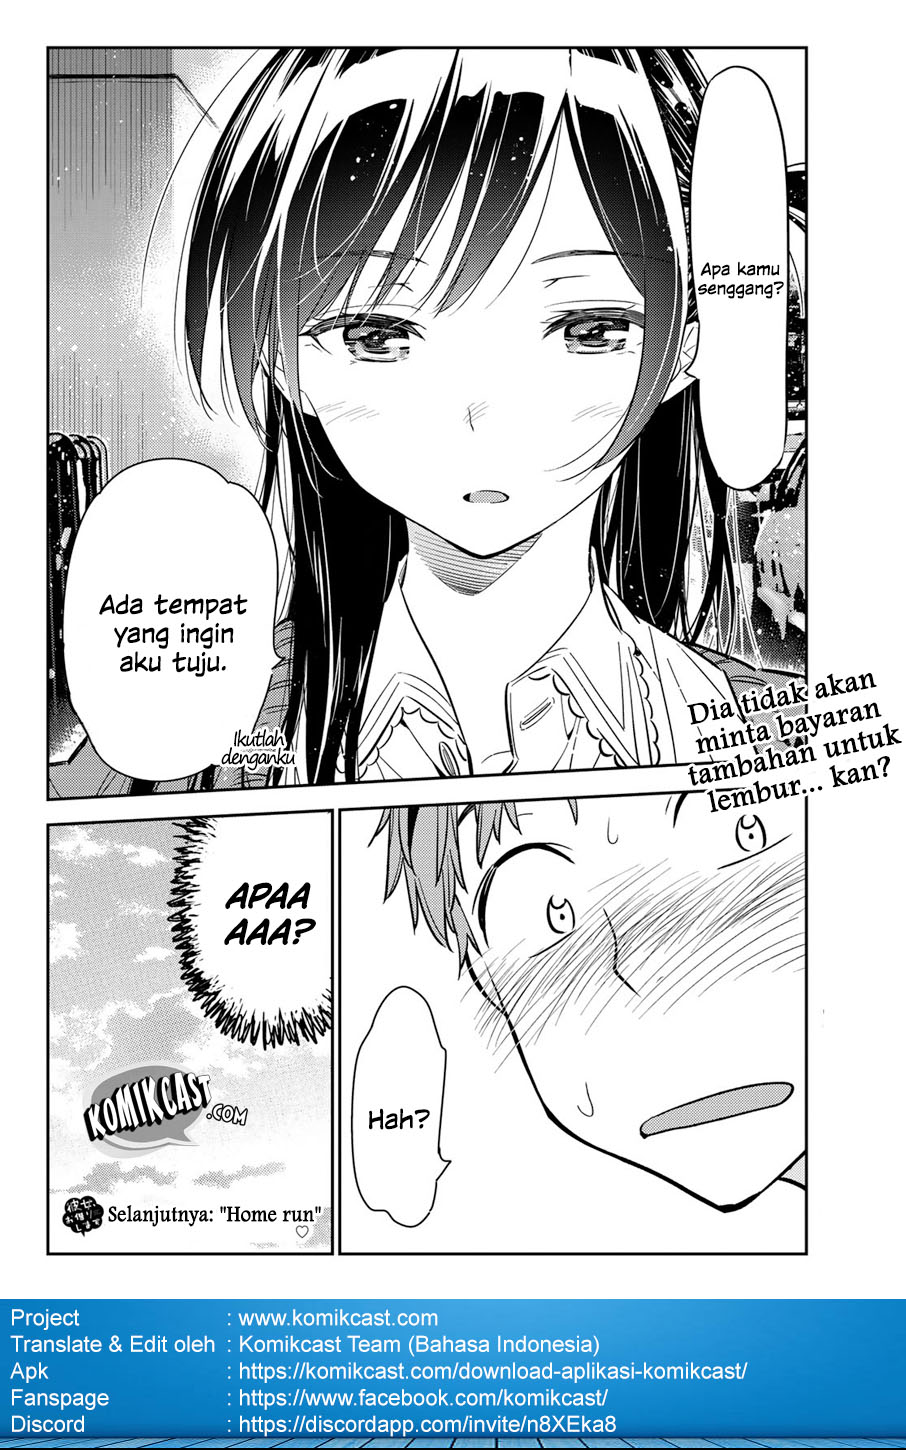 Apa kamu
senggang?
Ada tempat
yang ingin
aku tuju.
Ikutlah
denganku
Dia tidak akan
minta bayaran
tambahan untuk
lembur... kan?
APAA
AAA?
Hah?
KOMIKCAST
.COM
Selanjutnya: "Home run"
♡
Project : www.komikcast.com
Translate & Edit oleh : Komikcast Team (Bahasa Indonesia)
Apk : https://komikcast.com/download-aplikasi-komikcast/
Fanspage : https://www.facebook.com/komikcast/
Discord : https://discordapp.com/invite/n8XEka8